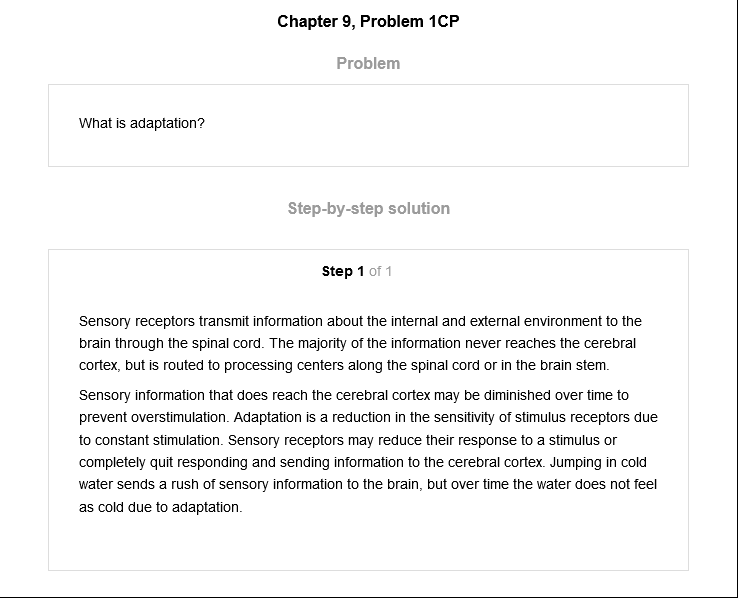 Chapter 9, Problem 1CP
Problem
What is adaptation?
Step-by-step solution
Step 1 of 1
Sensory receptors transmit information about the internal and external environment to the
brain through the spinal cord. The majority of the information never reaches the cerebral
cortex, but is routed to processing centers along the spinal cord or in the brain stem.
Sensory information that does reach the cerebral cortex may be diminished over time to
prevent overstimulation. Adaptation is a reduction in the sensitivity of stimulus receptors due
to constant stimulation. Sensory receptors may reduce their response to a stimulus or
completely quit responding and sending information to the cerebral cortex. Jumping in cold
water sends a rush of sensory information to the brain, but over time the water does not feel
as cold due to adaptation.